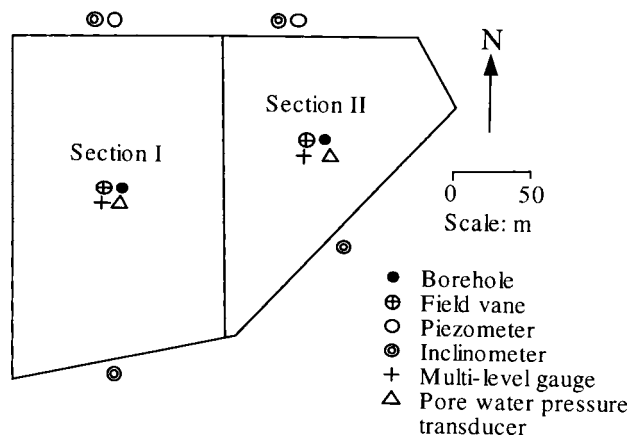 N
Section II
Section I
0 50
Scale: m
Borehole
Field vane
Piezometer
Inclinometer
Multi-level gauge
Pore water pressure
transducer